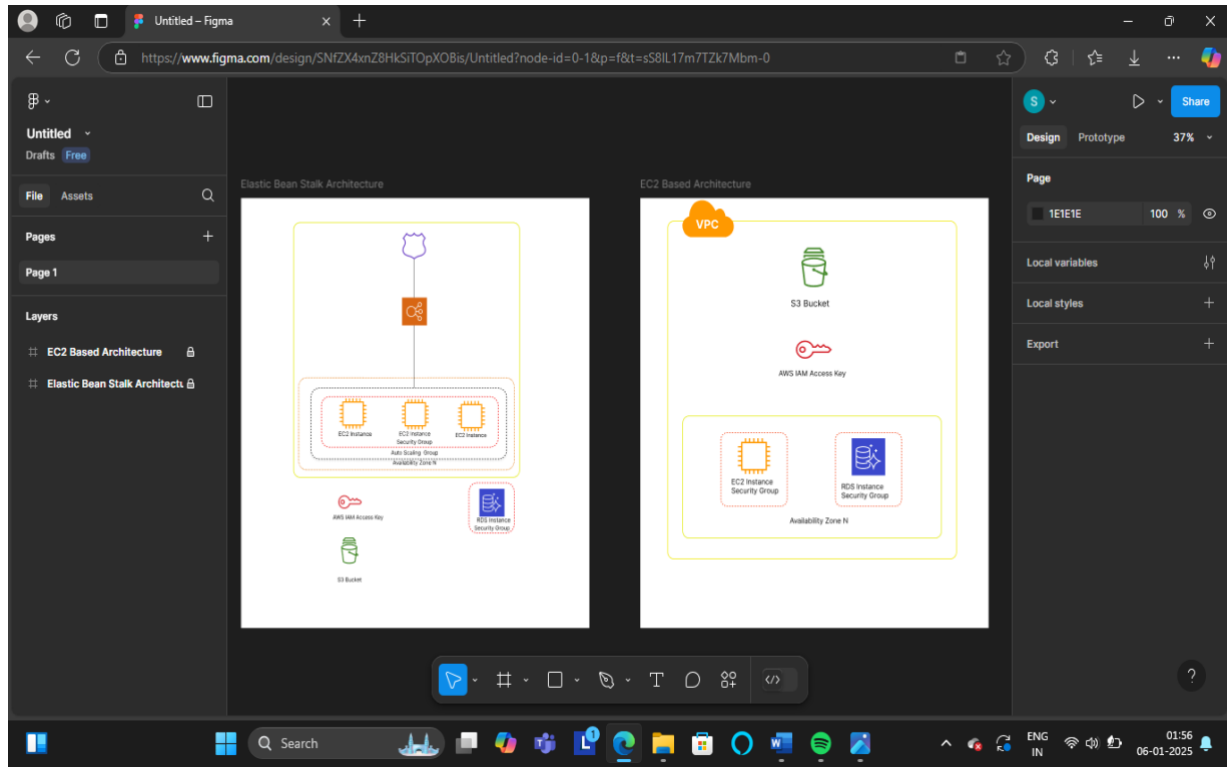 Untitled – Figma
https://www.figma.com/design/SNfZX4xnZ8HkSiTOpXOBis/Untitled?node-id=0-1&p=f&t=sS8IL17m7TZk7Mbm-0
Untitled
Drafts Free
File Assets
Pages
Page 1
Layers
EC2 Based Architecture
Elastic Bean Stalk Architectu
Elastic Bean Stalk Architecture
EC2 Instance
EC2 Instance
Security Group
EC2 Instance
Auto Scaling Group
Availability Zone N
AWS IAM Access Key
RDS Instance
Security Group
S3 Bucket
EC2 Based Architecture
VPC
S3 Bucket
AWS IAM Access Key
EC2 Instance
Security Group
RDS Instance
Security Group
Availability Zone N
S
Share
Design Prototype 37%
Page
1E1E1E 100 %
Local variables
Local styles
Export
?
Search
L 1
ENG
IN
01:56
06-01-2025